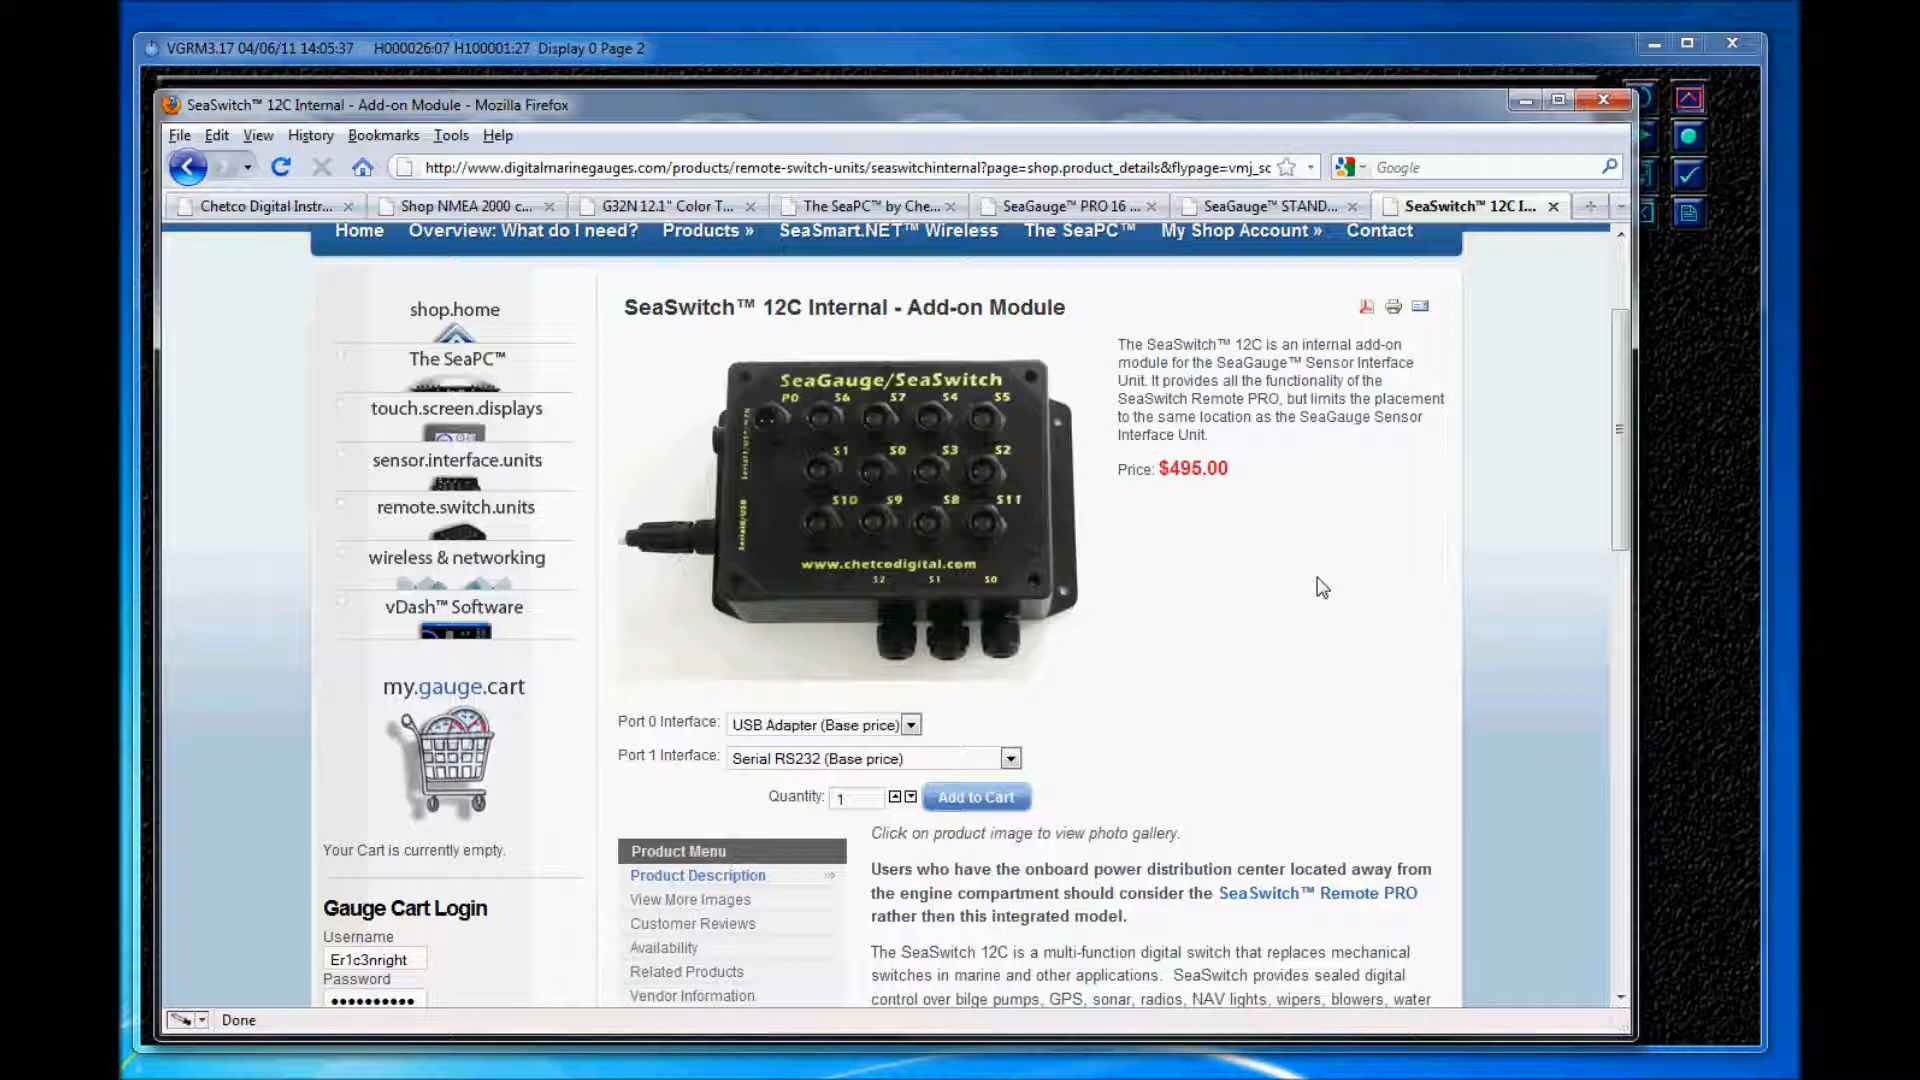 VGRM3.17 04/06/11 14:05:37 H000026:07 H100001:27 Display 0 Page 2
SeaSwitch™ 12C Internal - Add-on Module - Mozilla Firefox
File Edit View History Bookmarks Tools Help
http://www.digitalmarinegauges.com/products/remote-switch-units/seaswitchinternal?page=shop.product_details&flypage=vmj_sc
Google
Chetco Digital Instr... Shop NMEA 2000 c... G32N 12.1" Color T... The SeaPC™ by Che... SeaGauge™ PRO 16 ... SeaGauge™ STAND... SeaSwitch™ 12C I...
Home Overview: What do I need? Products » SeaSmart.NET™ Wireless The SeaPC™ My Shop Account » Contact
shop.home
The SeaPC™
touch.screen.displays
sensor.interface.units
remote.switch.units
wireless & networking
vDash™ Software
my.gauge.cart
Your Cart is currently empty.
Gauge Cart Login
Username
Er1c3nright
Password
••••••••••
SeaSwitch™ 12C Internal - Add-on Module
SeaGauge/SeaSwitch
P0 S6 S7 S4 S5
S1 S0 S3 S2
S10 S9 S8 S11
www.chetcodigital.com
S2 S1 S0
The SeaSwitch™ 12C is an internal add-on
module for the SeaGauge™ Sensor Interface
Unit. It provides all the functionality of the
SeaSwitch Remote PRO, but limits the placement
to the same location as the SeaGauge Sensor
Interface Unit.
Price: $495.00
Port 0 Interface: USB Adapter (Base price)
Port 1 Interface: Serial RS232 (Base price)
Quantity: 1 Add to Cart
Product Menu
Product Description
View More Images
Customer Reviews
Availability
Related Products
Vendor Information
Click on product image to view photo gallery.
Users who have the onboard power distribution center located away from
the engine compartment should consider the SeaSwitch™ Remote PRO
rather then this integrated model.
The SeaSwitch 12C is a multi-function digital switch that replaces mechanical
switches in marine and other applications. SeaSwitch provides sealed digital
control over bilge pumps, GPS, sonar, radios, NAV lights, wipers, blowers, water
Done